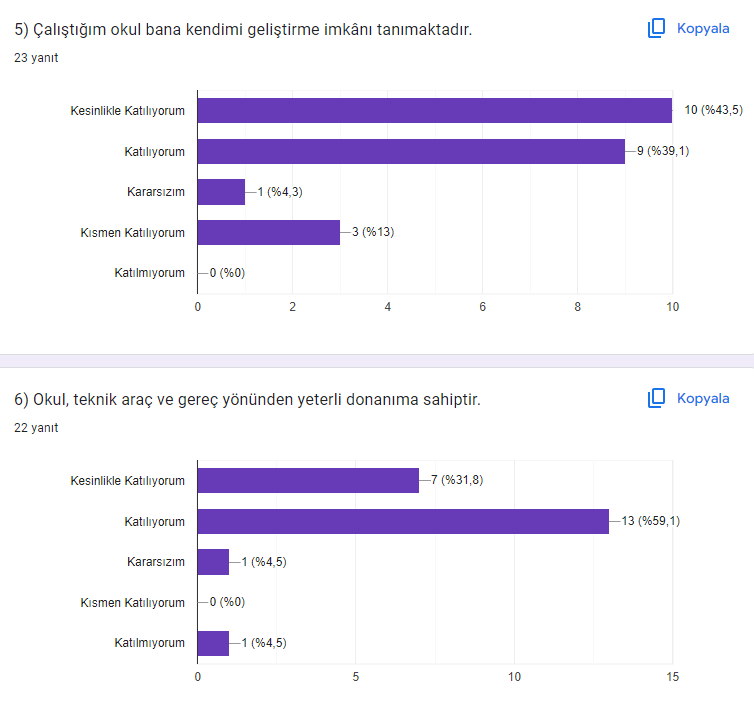 5) Çalıştığım okul bana kendimi geliştirme imkânı tanımaktadır.
Kopyala
23 yanıt
Kesinlikle Katılıyorum 10 (%43,5)
Katılıyorum 9 (%39,1)
Kararsızım 1 (%4,3)
Kısmen Katılıyorum 3 (%13)
Katılmıyorum 0 (%0)
0 2 4 6 8 10
6) Okul, teknik araç ve gereç yönünden yeterli donanıma sahiptir.
Kopyala
22 yanıt
Kesinlikle Katılıyorum 7 (%31,8)
Katılıyorum 13 (%59,1)
Kararsızım 1 (%4,5)
Kısmen Katılıyorum 0 (%0)
Katılmıyorum 1 (%4,5)
0 5 10 15